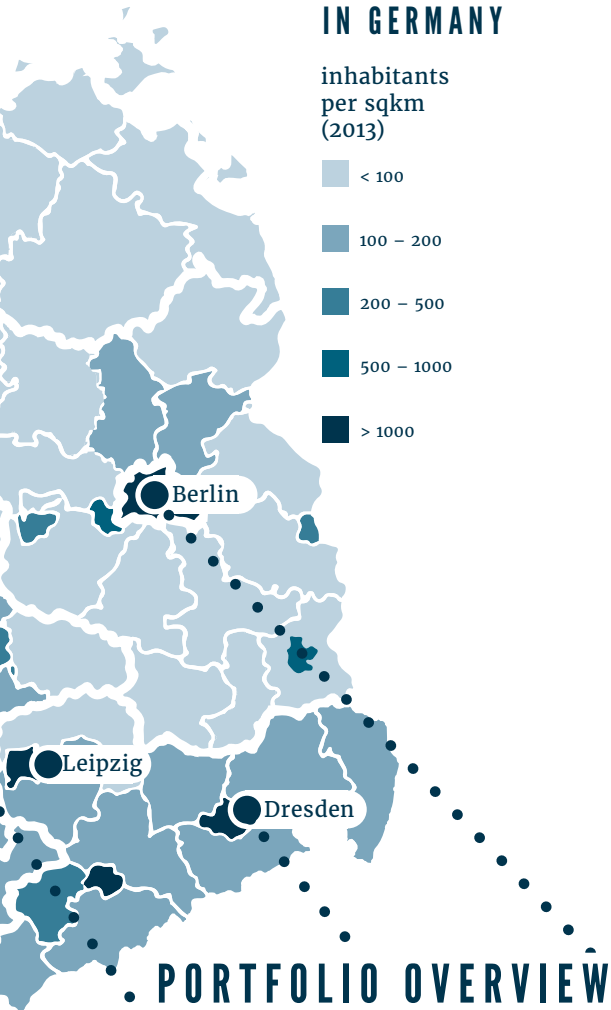 IN GERMANY
inhabitants
per sqkm
(2013)
< 100
100 – 200
200 – 500
500 – 1000
> 1000
Berlin
Leipzig
Dresden
PORTFOLIO OVERVIEW